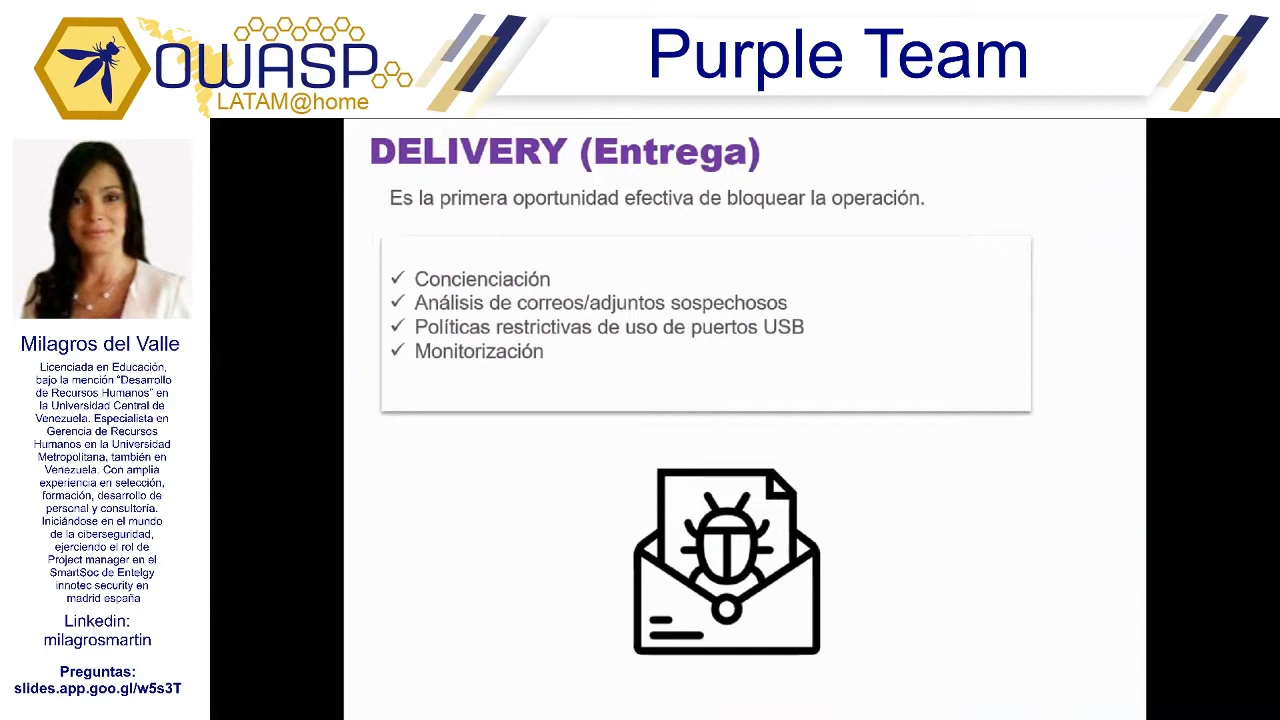 OWASP
LATAM@home
Purple Team
Milagros del Valle
Licenciada en Educación,
bajo la mención “Desarrollo
de Recursos Humanos” en
la Universidad Central de
Venezuela. Especialista en
Gerencia de Recursos
Humanos en la Universidad
Metropolitana, también en
Venezuela. Con amplia
experiencia en selección,
formación, desarrollo de
personal y consultoría.
Iniciándose en el mundo
de la ciberseguridad,
ejerciendo el rol de
Project manager en el
SmartSoc de Entelgy
innotec security en
madrid españa
Linkedin:
milagrosmartin
Preguntas:
slides.app.goo.gl/w5s3T
DELIVERY (Entrega)
Es la primera oportunidad efectiva de bloquear la operación.
✓ Concienciación
✓ Análisis de correos/adjuntos sospechosos
✓ Políticas restrictivas de uso de puertos USB
✓ Monitorización